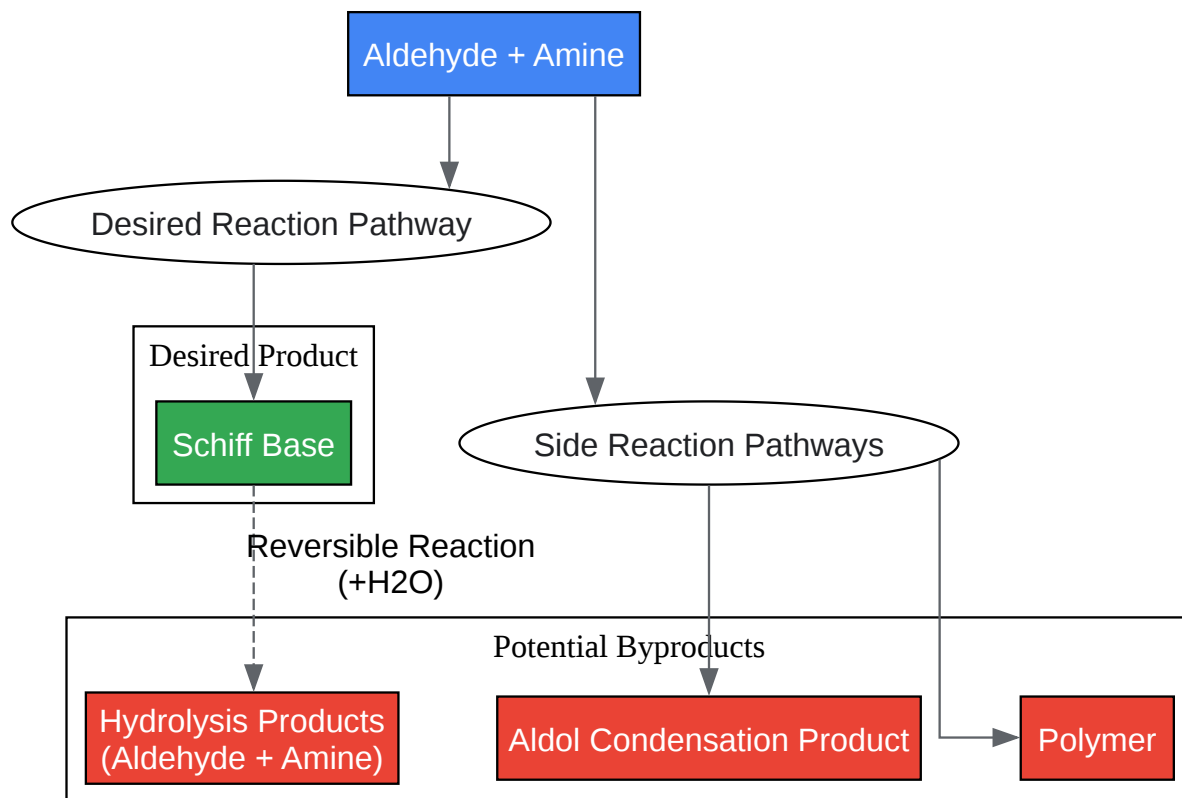 Aldehyde + Amine
Desired Reaction Pathway
Desired Product
Schiff Base
Side Reaction Pathways
Reversible Reaction
(+H2O)
Potential Byproducts
Hydrolysis Products
(Aldehyde + Amine)
Aldol Condensation Product
Polymer